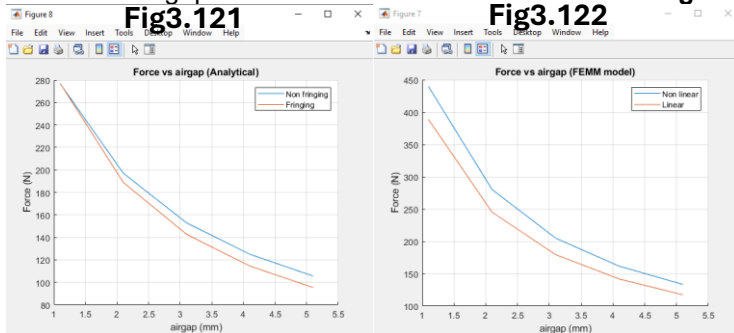 Fig3.121
Fig3.122
Figure 8
File Edit View Insert Tools Desktop Window Help
Force vs airgap (Analytical)
Non fringing
Fringing
Force (N)
280
260
240
220
200
180
160
140
120
100
80
1 1.5 2 2.5 3 3.5 4 4.5 5 5.5
airgap (mm)
Figure 7
File Edit View Insert Tools Desktop Window Help
Force vs airgap (FEMM model)
Non linear
Linear
Force (N)
450
400
350
300
250
200
150
100
1 1.5 2 2.5 3 3.5 4 4.5 5 5.5
airgap (mm)